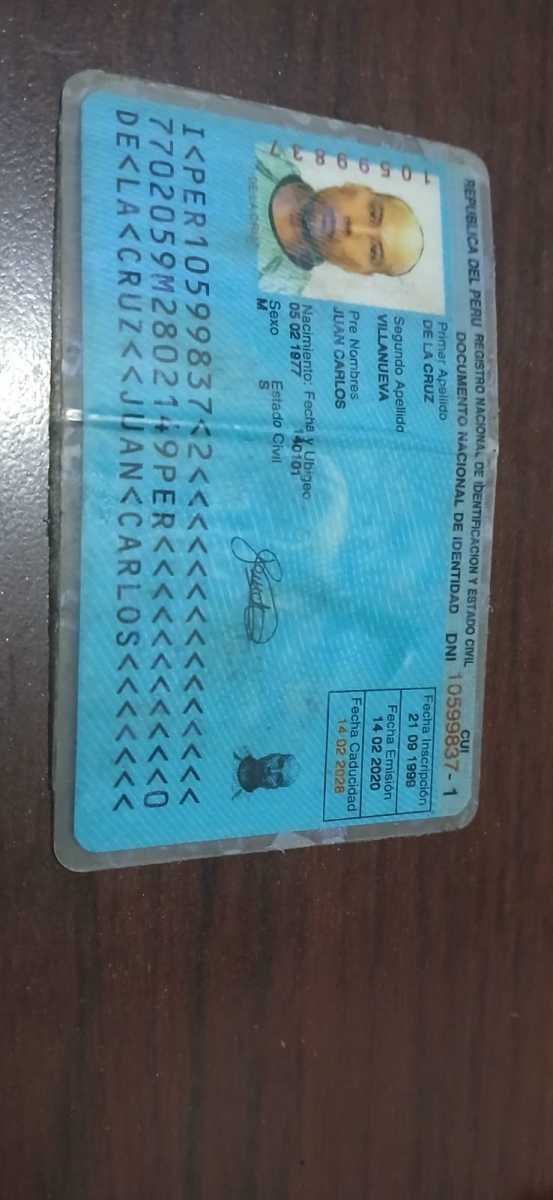 REPUBLICA DEL PERU REGISTRO NACIONAL DE IDENTIFICACION Y ESTADO CIVIL
DOCUMENTO NACIONAL DE IDENTIDAD DNI 10599837-1
CUI
10599837
Primer Apellido
DE LA CRUZ
Segundo Apellido
VILLANUEVA
Pre Nombres
JUAN CARLOS
Nacimiento: Fecha y Ubigeo
05 02 1977 140101
Sexo Estado Civil
M S
Fecha Inscripción
21 09 1999
Fecha Emisión
14 02 2020
Fecha Caducidad
14 02 2028
I<PER10599837<2<<<<<<<<<<<<<<<
7702059M2802149PER<<<<<<<<<<<0
DE<LA<CRUZ<<JUAN<CARLOS<<<<<<<